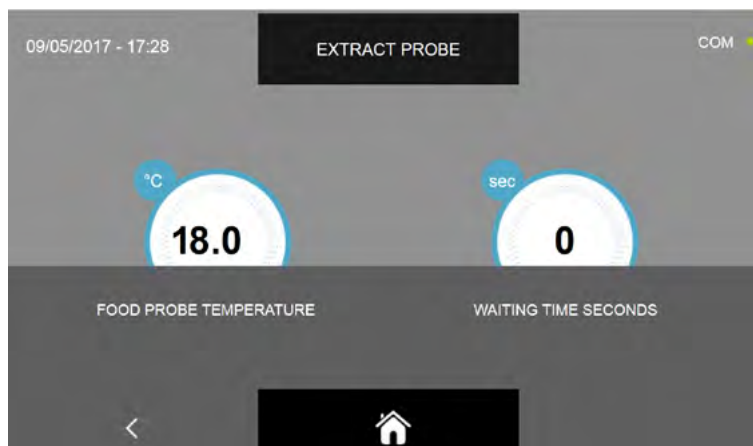 09/05/2017 - 17:28
EXTRACT PROBE
COM
°C
sec
18.0
0
FOOD PROBE TEMPERATURE
WAITING TIME SECONDS